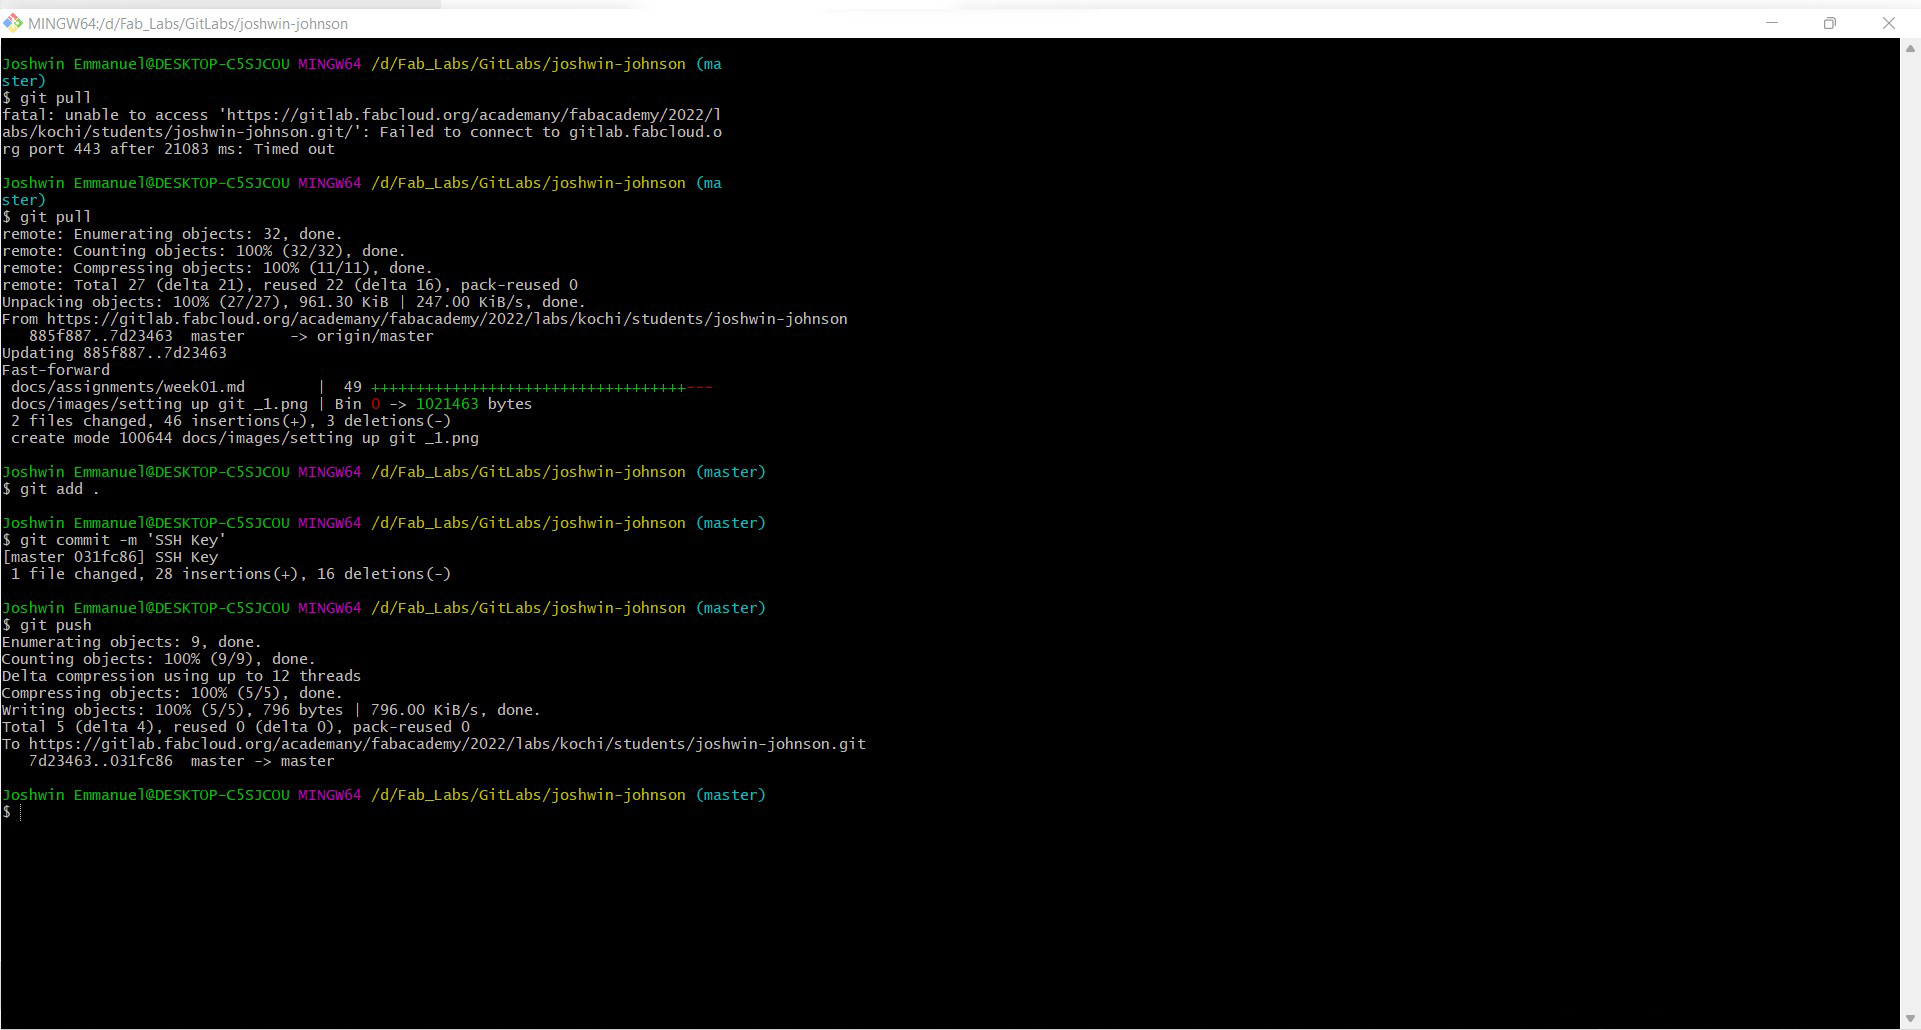 MINGW64:/d/Fab_Labs/GitLabs/joshwin-johnson
Joshwin Emmanuel@DESKTOP-C5SJCOU MINGW64 /d/Fab_Labs/GitLabs/joshwin-johnson (ma
ster)
$ git pull
fatal: unable to access 'https://gitlab.fabcloud.org/academany/fabacademy/2022/l
abs/kochi/students/joshwin-johnson.git/': Failed to connect to gitlab.fabcloud.o
rg port 443 after 21083 ms: Timed out
Joshwin Emmanuel@DESKTOP-C5SJCOU MINGW64 /d/Fab_Labs/GitLabs/joshwin-johnson (ma
ster)
$ git pull
remote: Enumerating objects: 32, done.
remote: Counting objects: 100% (32/32), done.
remote: Compressing objects: 100% (11/11), done.
remote: Total 27 (delta 21), reused 22 (delta 16), pack-reused 0
Unpacking objects: 100% (27/27), 961.30 KiB | 247.00 KiB/s, done.
From https://gitlab.fabcloud.org/academany/fabacademy/2022/labs/kochi/students/joshwin-johnson
   885f887..7d23463  master     -> origin/master
Updating 885f887..7d23463
Fast-forward
 docs/assignments/week01.md        |  49 +++++++++++++++++++++++++++++++++++---
 docs/images/setting up git _1.png | Bin 0 -> 1021463 bytes
 2 files changed, 46 insertions(+), 3 deletions(-)
 create mode 100644 docs/images/setting up git _1.png
Joshwin Emmanuel@DESKTOP-C5SJCOU MINGW64 /d/Fab_Labs/GitLabs/joshwin-johnson (master)
$ git add .
Joshwin Emmanuel@DESKTOP-C5SJCOU MINGW64 /d/Fab_Labs/GitLabs/joshwin-johnson (master)
$ git commit -m 'SSH Key'
[master 031fc86] SSH Key
 1 file changed, 28 insertions(+), 16 deletions(-)
Joshwin Emmanuel@DESKTOP-C5SJCOU MINGW64 /d/Fab_Labs/GitLabs/joshwin-johnson (master)
$ git push
Enumerating objects: 9, done.
Counting objects: 100% (9/9), done.
Delta compression using up to 12 threads
Compressing objects: 100% (5/5), done.
Writing objects: 100% (5/5), 796 bytes | 796.00 KiB/s, done.
Total 5 (delta 4), reused 0 (delta 0), pack-reused 0
To https://gitlab.fabcloud.org/academany/fabacademy/2022/labs/kochi/students/joshwin-johnson.git
   7d23463..031fc86  master -> master
Joshwin Emmanuel@DESKTOP-C5SJCOU MINGW64 /d/Fab_Labs/GitLabs/joshwin-johnson (master)
$